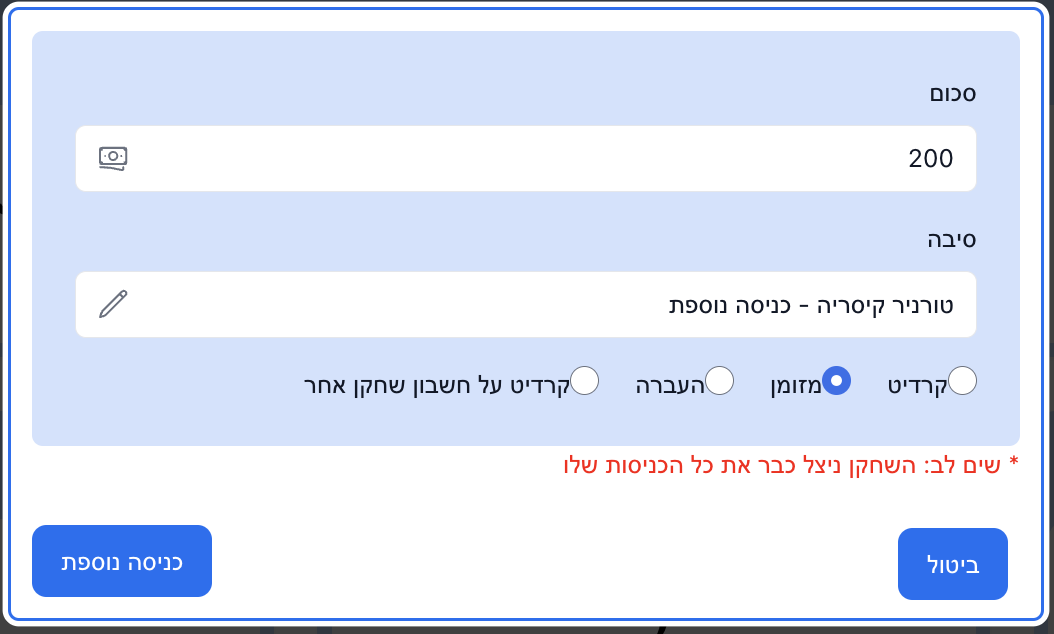 סכום
200
סיבה
טורניר קיסריה - כניסה נוספת
קרדיט מזומן העברה קרדיט על חשבון שחקן אחר
* שים לב: השחקן ניצל כבר את כל הכניסות שלו
ביטול כניסה נוספת